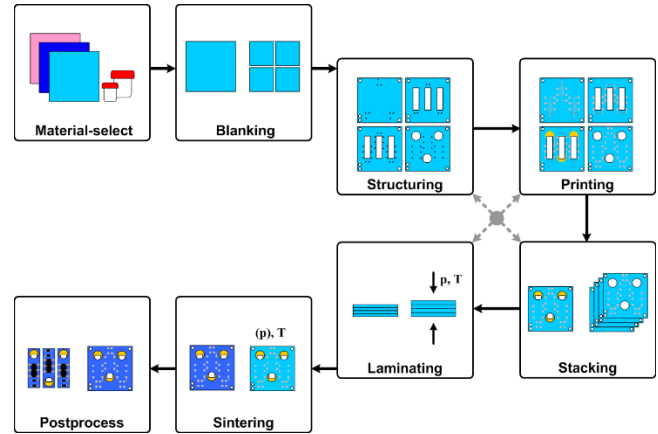 Material-select
Blanking
Structuring
Printing
p, T
Laminating
Stacking
(p), T
Postprocess
Sintering